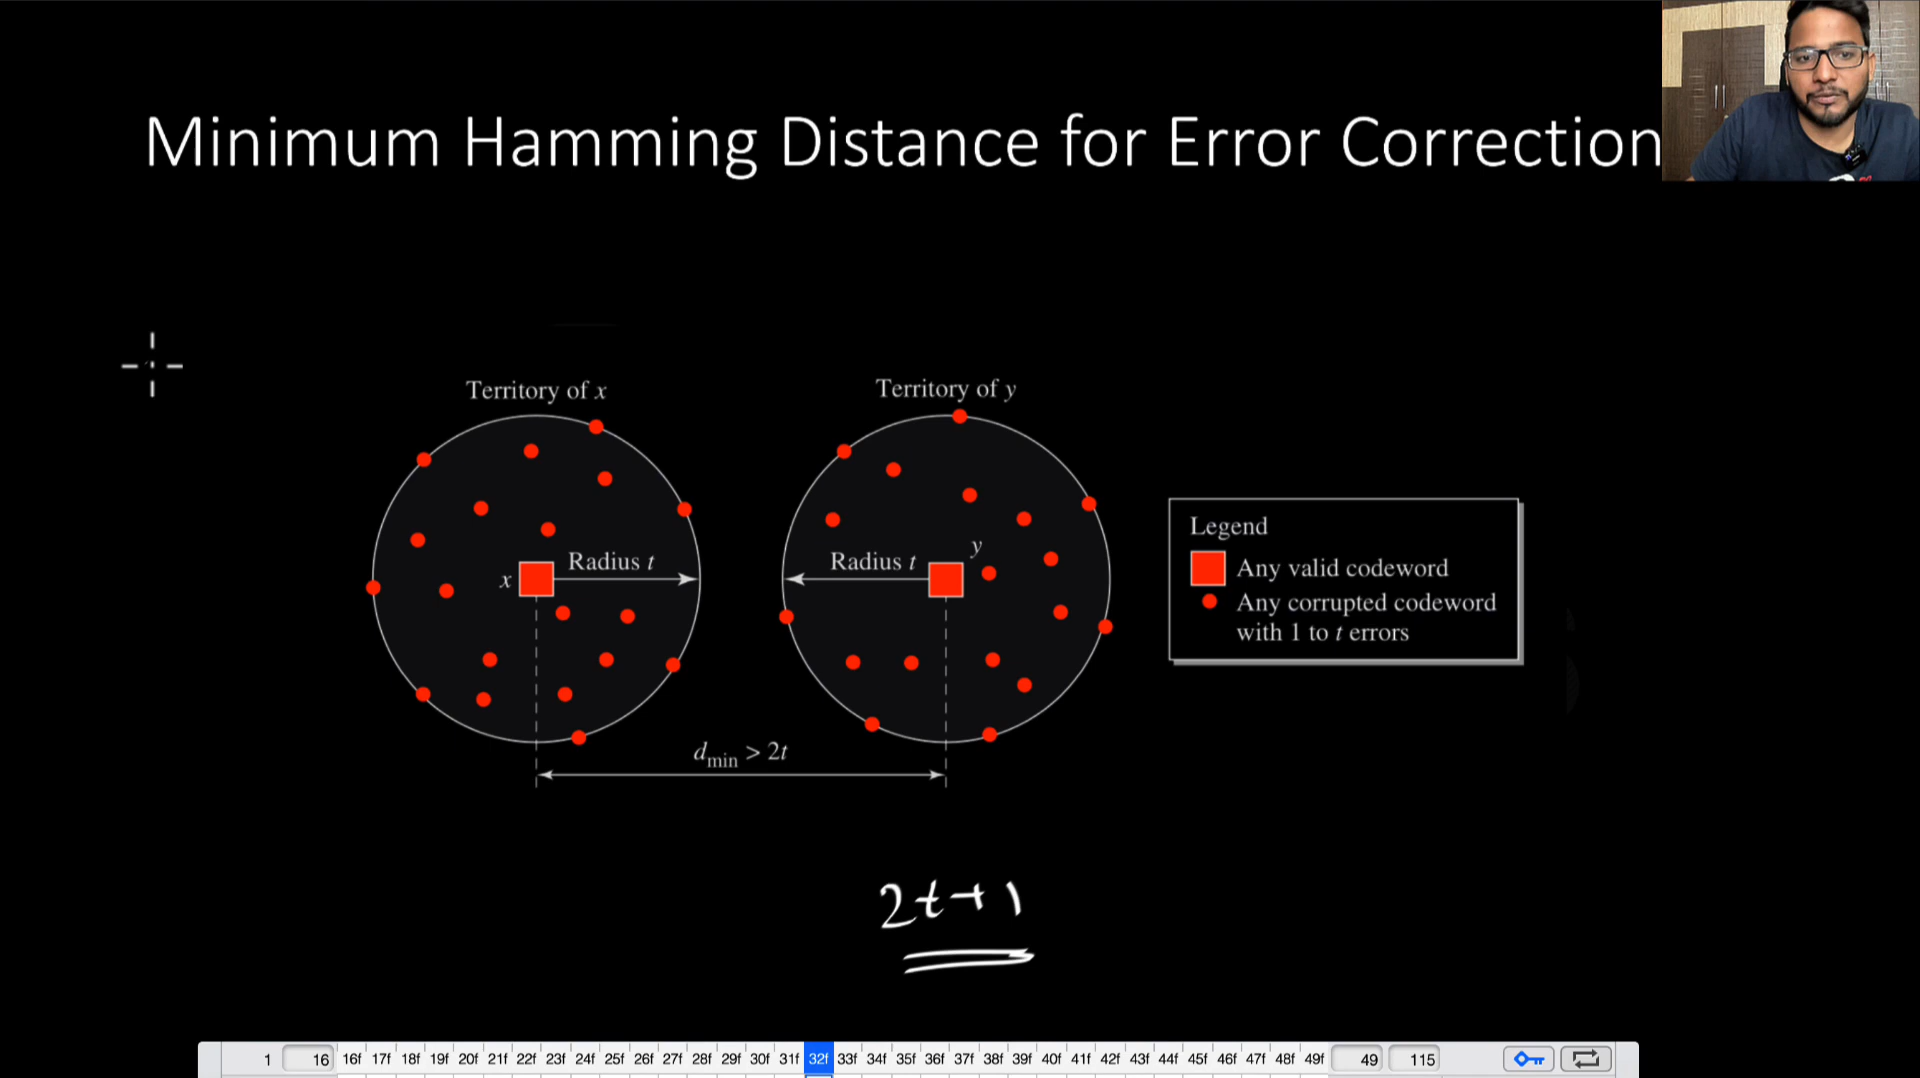 Minimum Hamming Distance for Error Correction
Territory of x
Territory of y
x
Radius t
Radius t
y
d_min > 2t
Legend
Any valid codeword
Any corrupted codeword
with 1 to t errors
2t+1
1 16 16f 17f 18f 19f 20f 21f 22f 23f 24f 25f 26f 27f 28f 29f 30f 31f 32f 33f 34f 35f 36f 37f 38f 39f 40f 41f 42f 43f 44f 45f 46f 47f 48f 49f 49 115